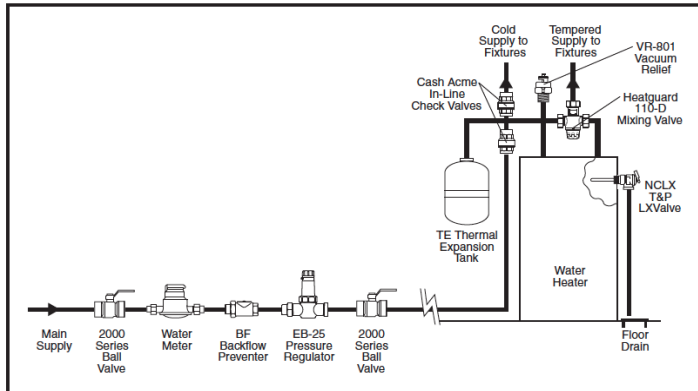 Cold
Supply to
Fixtures
Tempered
Supply to
Fixtures
VR-801
Vacuum
Relief
Cash Acme
In-Line
Check Valves
Heatguard
110-D
Mixing Valve
NCLX
T&P
LXValve
TE Thermal
Expansion
Tank
Water
Heater
Main
Supply
2000
Series
Ball
Valve
Water
Meter
BF
Backflow
Preventer
EB-25
Pressure
Regulator
2000
Series
Ball
Valve
Floor
Drain